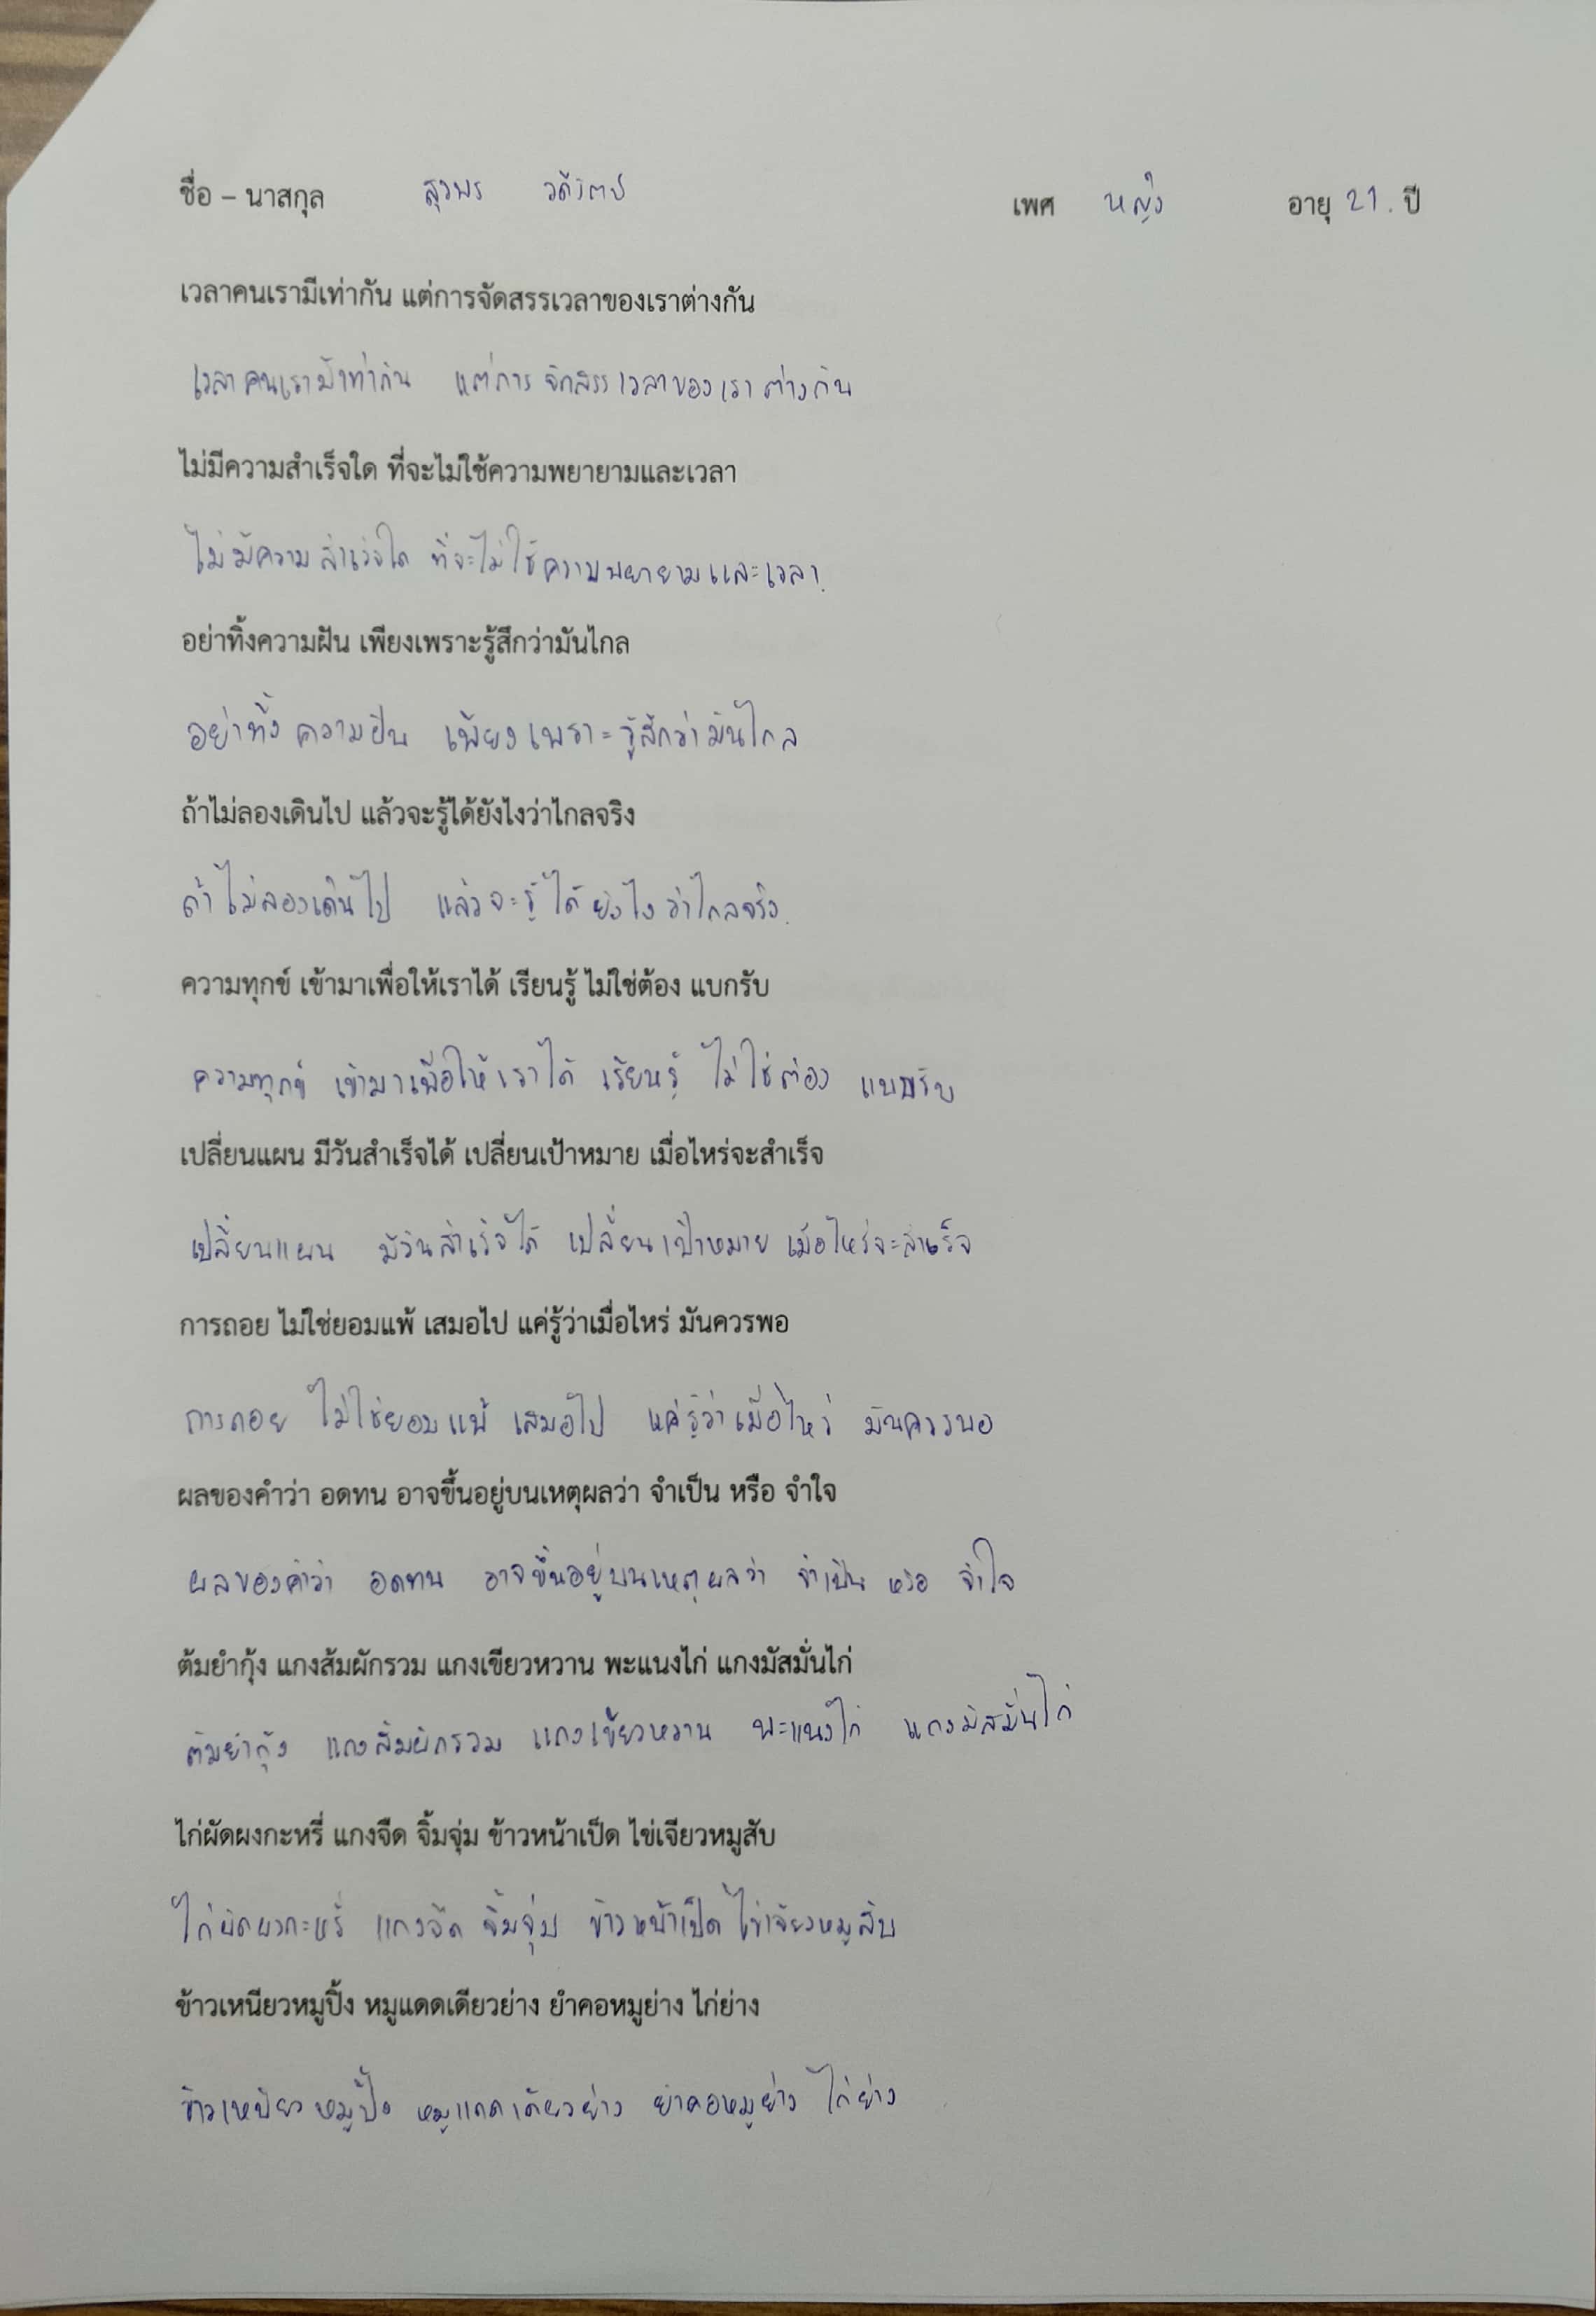 ชื่อ – นาสกุล สุวพร เพศ หญิง อายุ 21. ปี
เวลาคนเรามีเท่ากัน แต่การจัดสรรเวลาของเราต่างกัน
เวลาคนเรามีเท่ากัน แต่การจัดสรรเวลาของเราต่างกัน
ไม่มีความสำเร็จใด ที่จะไม่ใช้ความพยายามและเวลา
ไม่มีความสำเร็จใด ที่จะไม่ใช้ความพยายามและเวลา.
อย่าทิ้งความฝัน เพียงเพราะรู้สึกว่ามันไกล
อย่าทิ้งความฝัน เพียงเพราะรู้สึกว่ามันไกล
ถ้าไม่ลองเดินไป แล้วจะรู้ได้ยังไงว่าไกลจริง
ถ้าไม่ลองเดินไป แล้วจะรู้ได้ยังไงว่าไกลจริง.
ความทุกข์ เข้ามาเพื่อให้เราได้ เรียนรู้ ไม่ใช่ต้อง แบกรับ
ความทุกข์ เข้ามาเพื่อให้เราได้ เรียนรู้ ไม่ใช่ต้อง แบกรับ
เปลี่ยนแผน มีวันสำเร็จได้ เปลี่ยนเป้าหมาย เมื่อไหร่จะสำเร็จ
เปลี่ยนแผน มีวันสำเร็จได้ เปลี่ยนเป้าหมาย เมื่อไหร่จะสำเร็จ
การถอย ไม่ใช่ยอมแพ้ เสมอไป แค่รู้ว่าเมื่อไหร่ มันควรพอ
การถอย ไม่ใช่ยอมแพ้ เสมอไป แค่รู้ว่าเมื่อไหร่ มันควรพอ
ผลของคำว่า อดทน อาจขึ้นอยู่บนเหตุผลว่า จำเป็น หรือ จำใจ
ผลของคำว่า อดทน อาจขึ้นอยู่บนเหตุผลว่า จำเป็น หรือ จำใจ
ต้มยำกุ้ง แกงส้มผักรวม แกงเขียวหวาน พะแนงไก่ แกงมัสมั่นไก่
ต้มยำกุ้ง แกงส้มผักรวม แกงเขียวหวาน พะแนงไก่ แกงมัสมั่นไก่
ไก่ผัดผงกะหรี่ แกงจืด จิ้มจุ่ม ข้าวหน้าเป็ด ไข่เจียวหมูสับ
ไก่ผัดผงกะหรี่ แกงจืด จิ้มจุ่ม ข้าวหน้าเป็ด ไข่เจียวหมูสับ
ข้าวเหนียวหมูปิ้ง หมูแดดเดียวย่าง ยำคอหมูย่าง ไก่ย่าง
ข้าวเหนียวหมูปิ้ง หมูแดดเดียวย่าง ยำคอหมูย่าง ไก่ย่าง